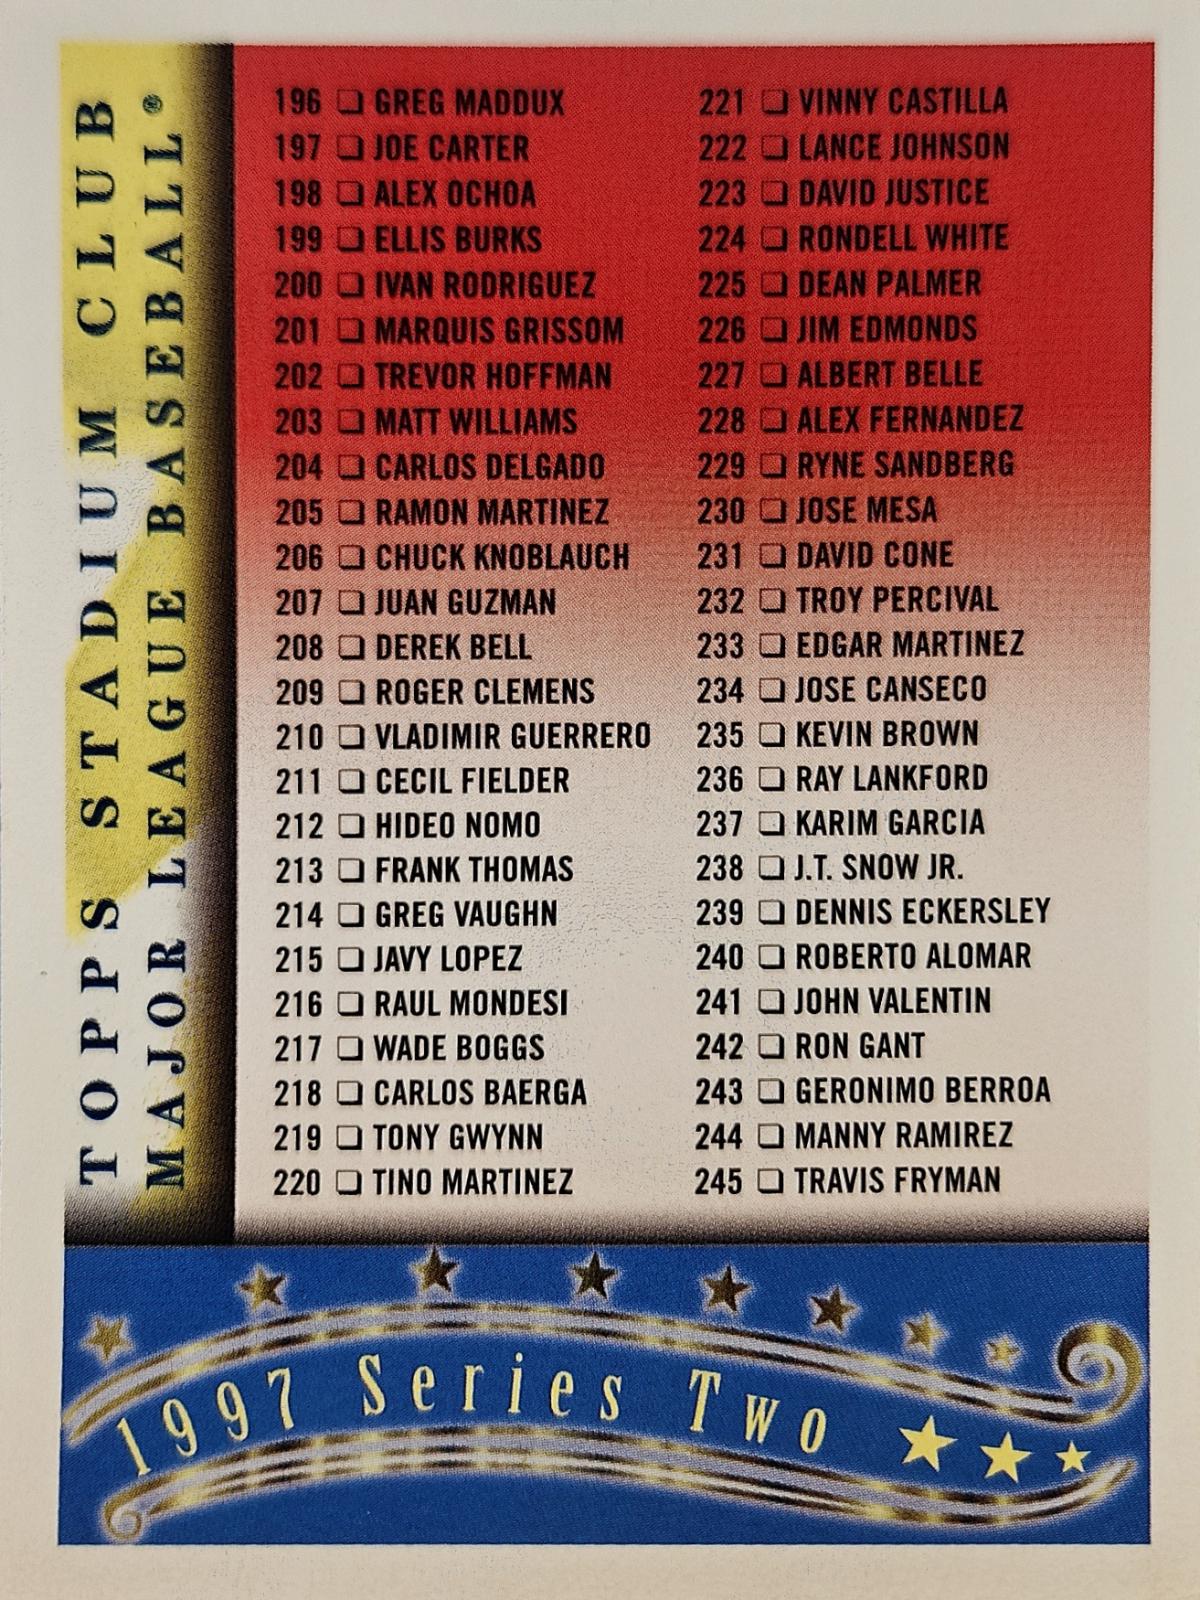 TOPPS STADIUM CLUB
MAJOR LEAGUE BASEBALL®
196 ❏ GREG MADDUX
197 ❏ JOE CARTER
198 ❏ ALEX OCHOA
199 ❏ ELLIS BURKS
200 ❏ IVAN RODRIGUEZ
201 ❏ MARQUIS GRISSOM
202 ❏ TREVOR HOFFMAN
203 ❏ MATT WILLIAMS
204 ❏ CARLOS DELGADO
205 ❏ RAMON MARTINEZ
206 ❏ CHUCK KNOBLAUCH
207 ❏ JUAN GUZMAN
208 ❏ DEREK BELL
209 ❏ ROGER CLEMENS
210 ❏ VLADIMIR GUERRERO
211 ❏ CECIL FIELDER
212 ❏ HIDEO NOMO
213 ❏ FRANK THOMAS
214 ❏ GREG VAUGHN
215 ❏ JAVY LOPEZ
216 ❏ RAUL MONDESI
217 ❏ WADE BOGGS
218 ❏ CARLOS BAERGA
219 ❏ TONY GWYNN
220 ❏ TINO MARTINEZ
221 ❏ VINNY CASTILLA
222 ❏ LANCE JOHNSON
223 ❏ DAVID JUSTICE
224 ❏ RONDELL WHITE
225 ❏ DEAN PALMER
226 ❏ JIM EDMONDS
227 ❏ ALBERT BELLE
228 ❏ ALEX FERNANDEZ
229 ❏ RYNE SANDBERG
230 ❏ JOSE MESA
231 ❏ DAVID CONE
232 ❏ TROY PERCIVAL
233 ❏ EDGAR MARTINEZ
234 ❏ JOSE CANSECO
235 ❏ KEVIN BROWN
236 ❏ RAY LANKFORD
237 ❏ KARIM GARCIA
238 ❏ J.T. SNOW JR.
239 ❏ DENNIS ECKERSLEY
240 ❏ ROBERTO ALOMAR
241 ❏ JOHN VALENTIN
242 ❏ RON GANT
243 ❏ GERONIMO BERROA
244 ❏ MANNY RAMIREZ
245 ❏ TRAVIS FRYMAN
1997 Series Two